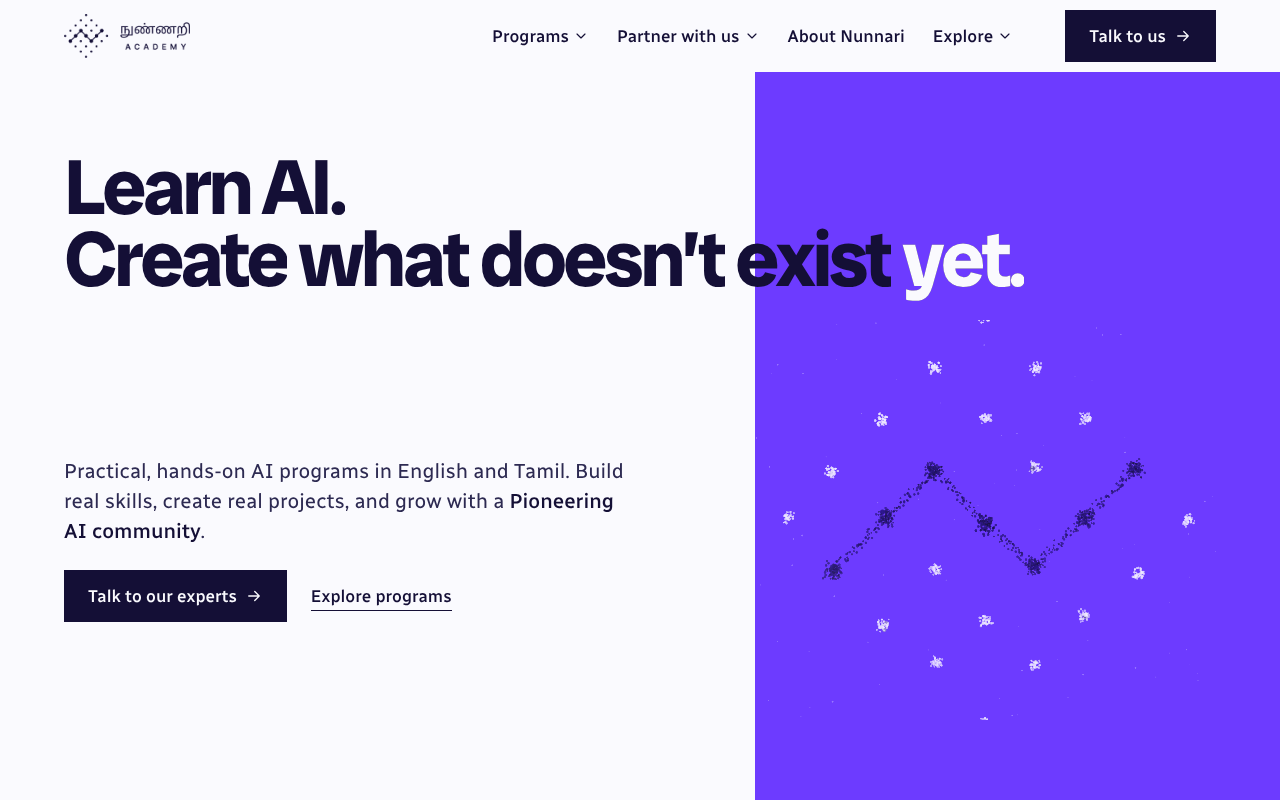 நுண்ணறி
ACADEMY
Programs
Partner with us
About Nunnari
Explore
Talk to us
Learn AI.
Create what doesn't exist yet.
Practical, hands-on AI programs in English and Tamil. Build
real skills, create real projects, and grow with a Pioneering
AI community.
Talk to our experts
Explore programs